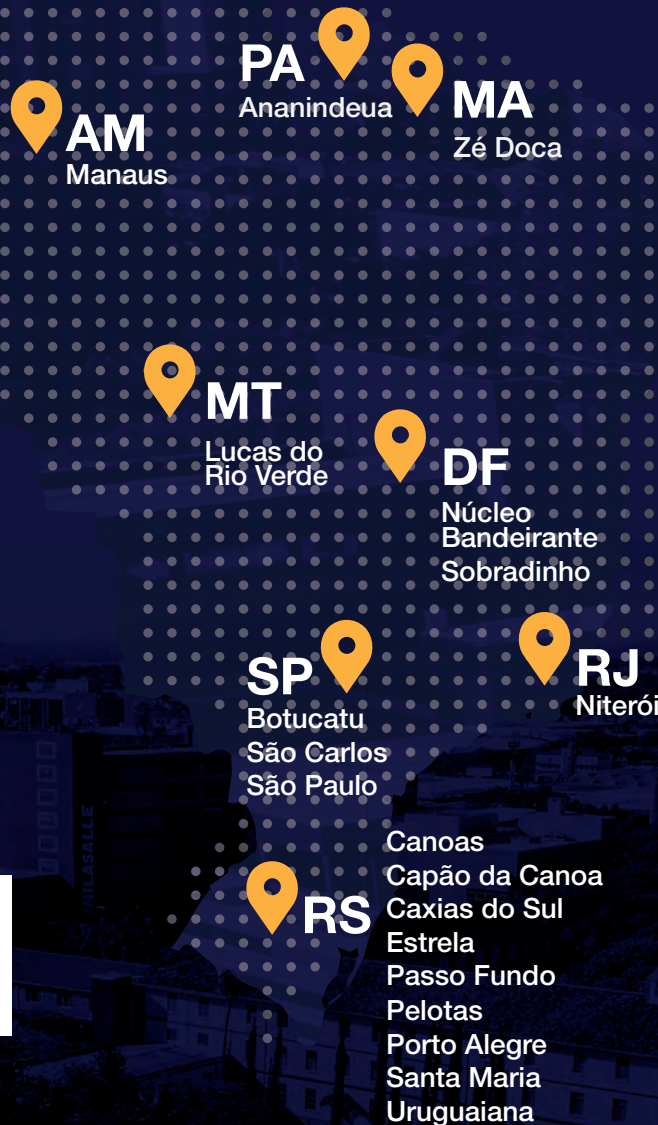 PA
Ananindeua
MA
Zé Doca
AM
Manaus
MT
Lucas do
Rio Verde
DF
Núcleo
Bandeirante
Sobradinho
SP
Botucatu
São Carlos
São Paulo
RJ
Niterói
RS
Canoas
Capão da Canoa
Caxias do Sul
Estrela
Passo Fundo
Pelotas
Porto Alegre
Santa Maria
Uruguaiana
UNILASALLE